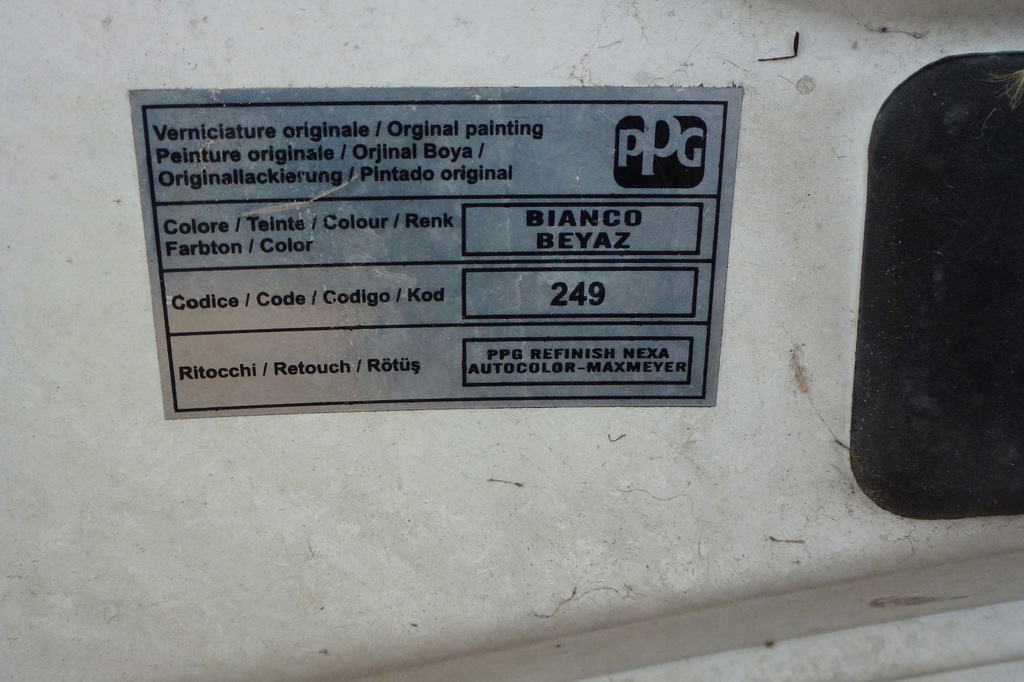 Verniciature originale / Orginal painting
Peinture originale / Orjinal Boya /
Originallackierung / Pintado original
PPG
Colore / Teinte / Colour / Renk
Farbton / Color
BIANCO
BEYAZ
Codice / Code / Codigo / Kod
249
Ritocchi / Retouch / Rötüş
PPG REFINISH NEXA
AUTOCOLOR-MAXMEYER